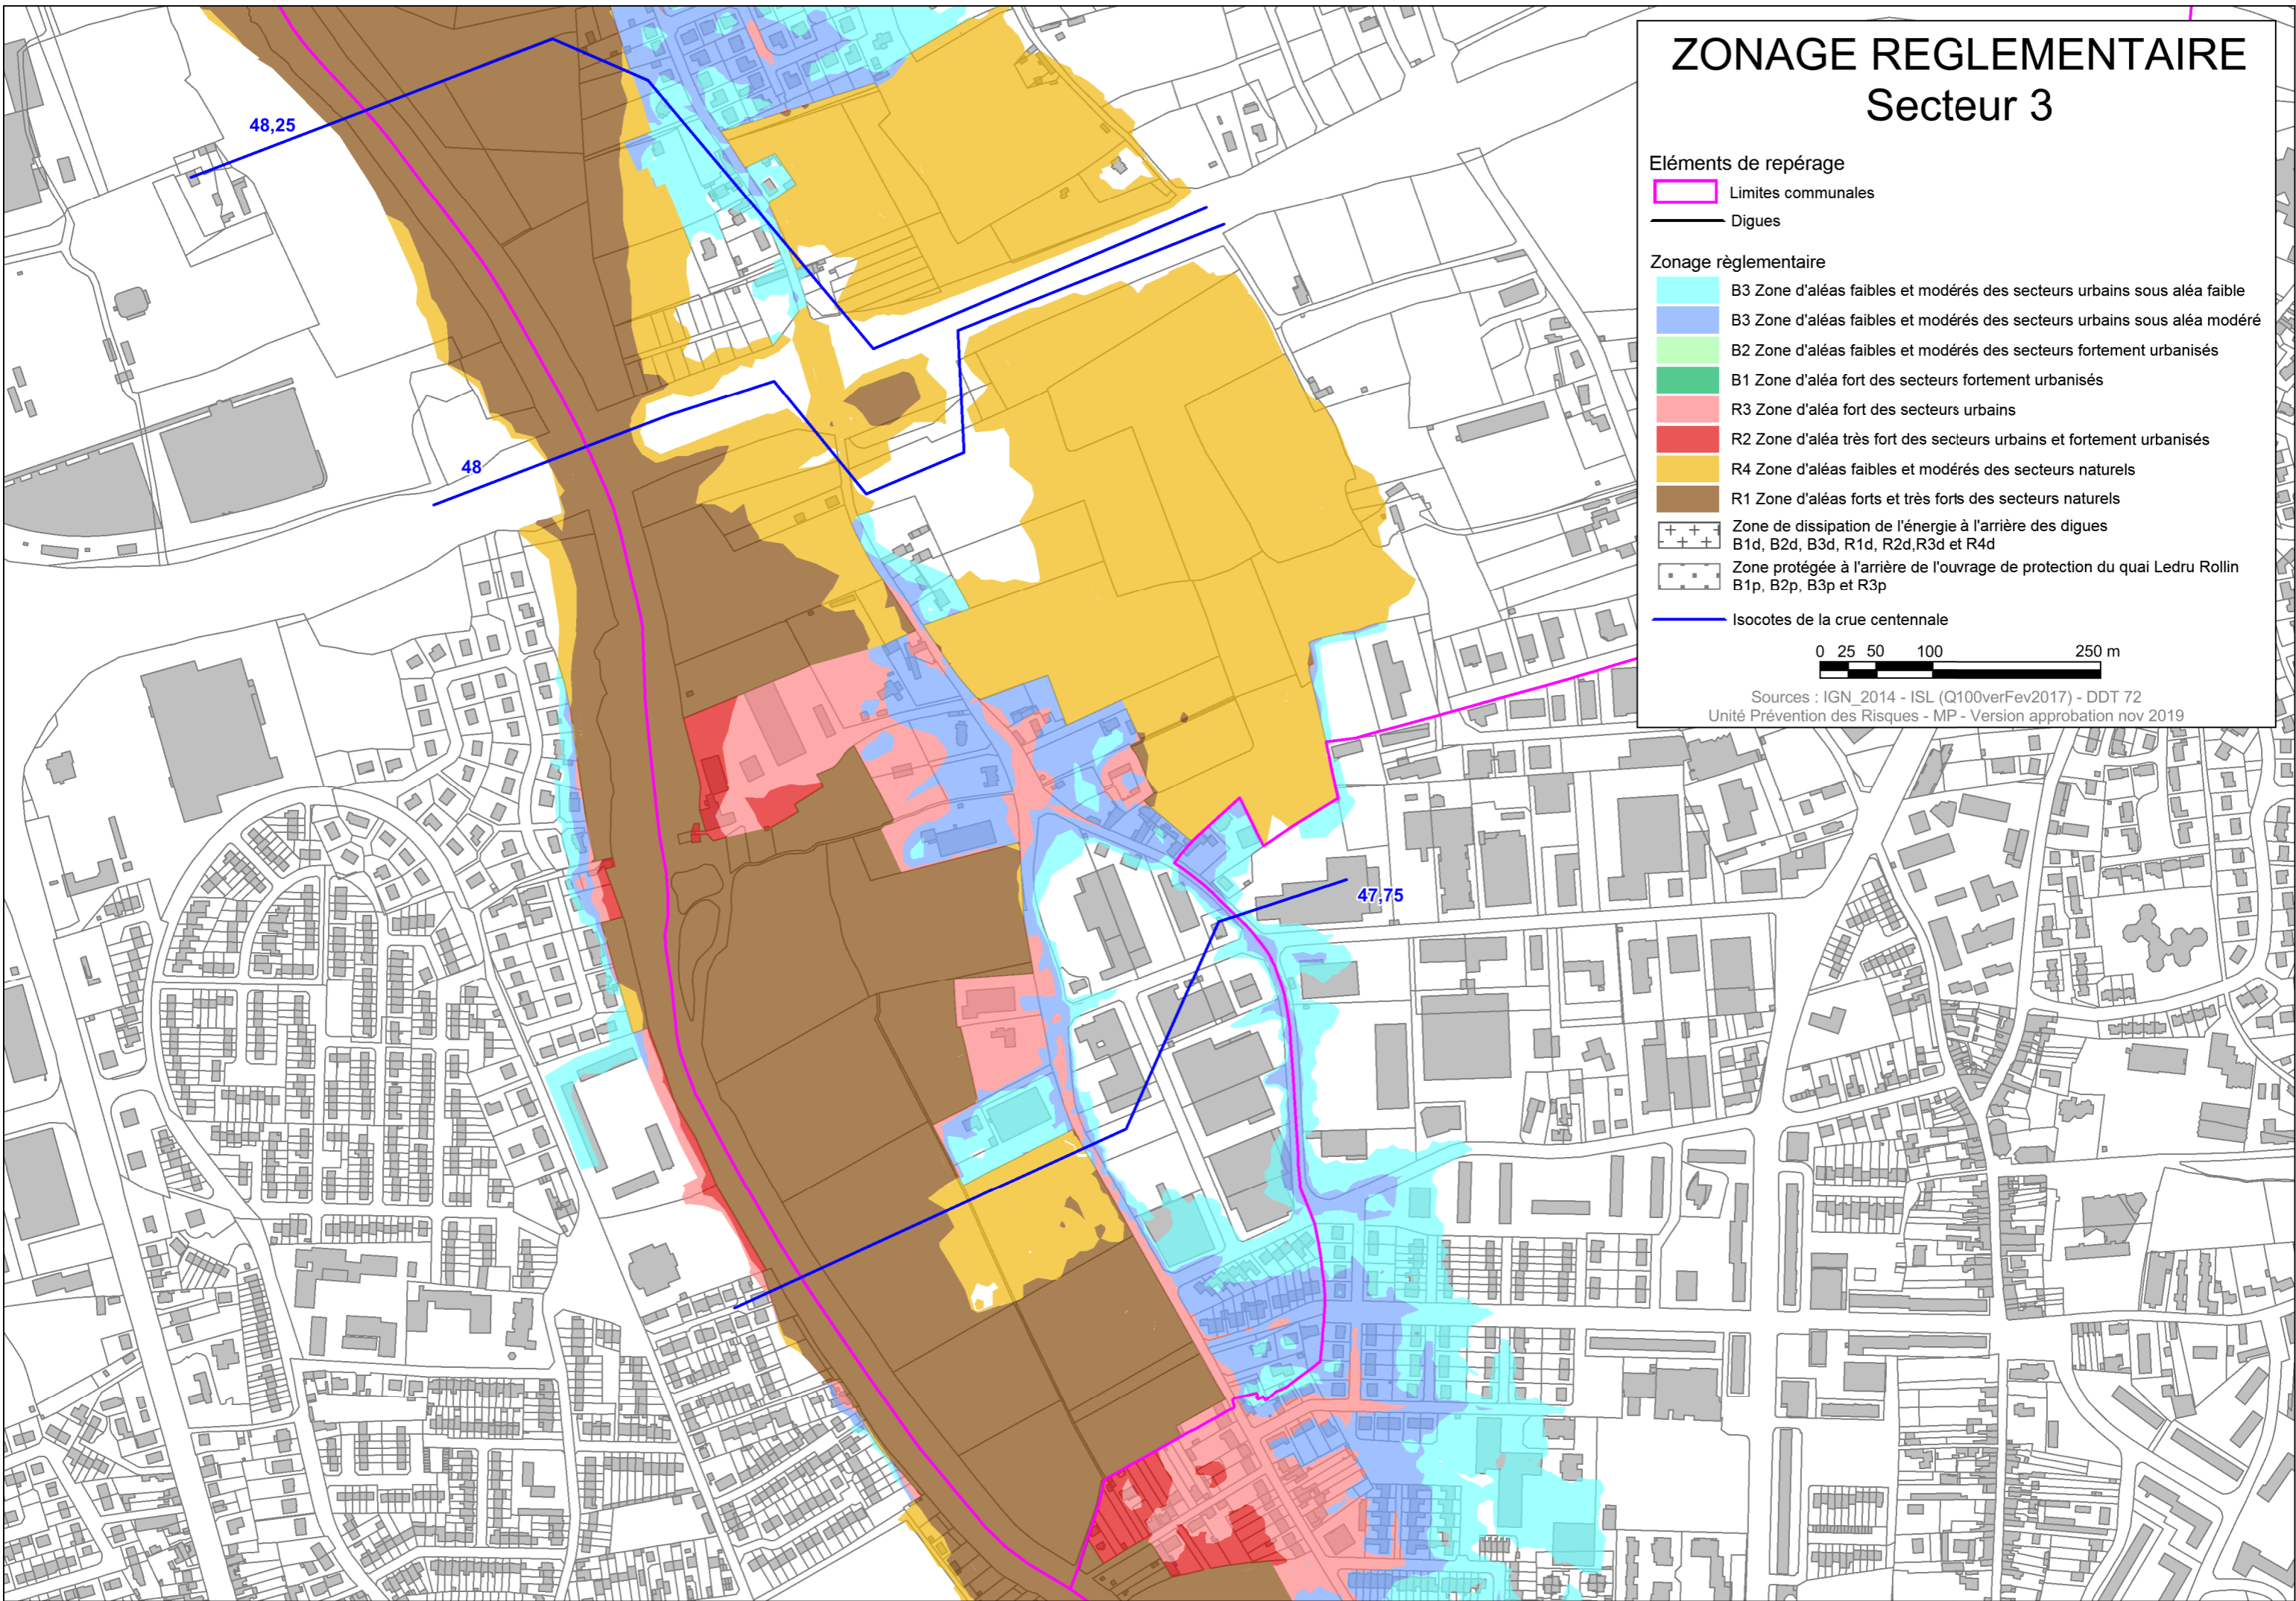 ZONAGE REGLEMENTAIRE
Secteur 3
Eléments de repérage
Limites communales
Digues
Zonage règlementaire
B3 Zone d'aléas faibles et modérés des secteurs urbains sous aléa faible
B3 Zone d'aléas faibles et modérés des secteurs urbains sous aléa modéré
B2 Zone d'aléas faibles et modérés des secteurs fortement urbanisés
B1 Zone d'aléa fort des secteurs fortement urbanisés
R3 Zone d'aléa fort des secteurs urbains
R2 Zone d'aléa très fort des secteurs urbains et fortement urbanisés
R4 Zone d'aléas faibles et modérés des secteurs naturels
R1 Zone d'aléas forts et très forts des secteurs naturels
Zone de dissipation de l'énergie à l'arrière des digues
B1d, B2d, B3d, R1d, R2d,R3d et R4d
Zone protégée à l'arrière de l'ouvrage de protection du quai Ledru Rollin
B1p, B2p, B3p et R3p
Isocotes de la crue centennale
0 25 50 100 250 m
Sources : IGN_2014 - ISL (Q100verFev2017) - DDT 72
Unité Prévention des Risques - MP - Version approbation nov 2019
48,25
48
47,75